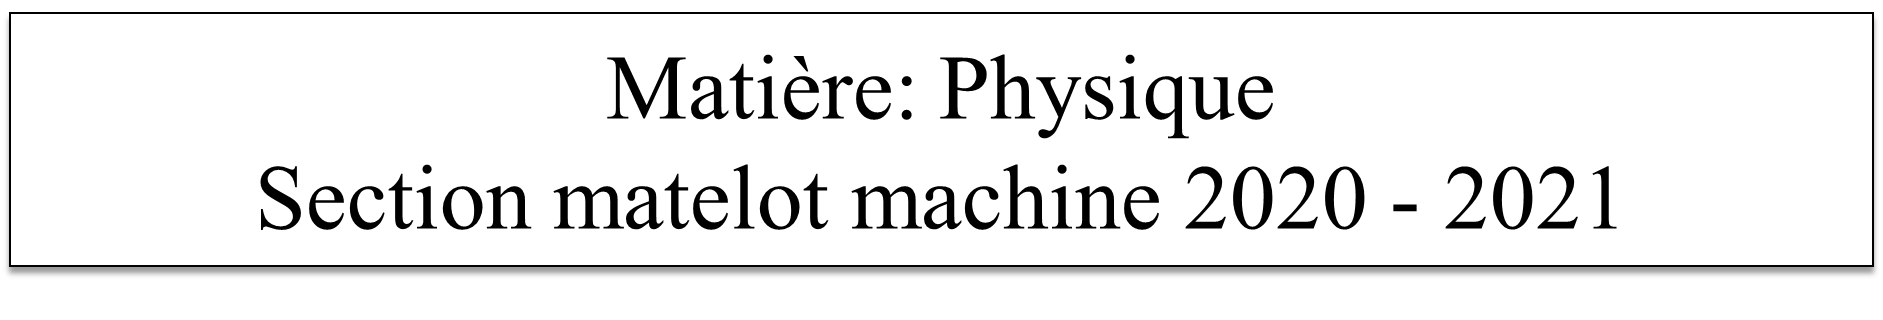 Matière: Physique
Section matelot machine 2020 - 2021